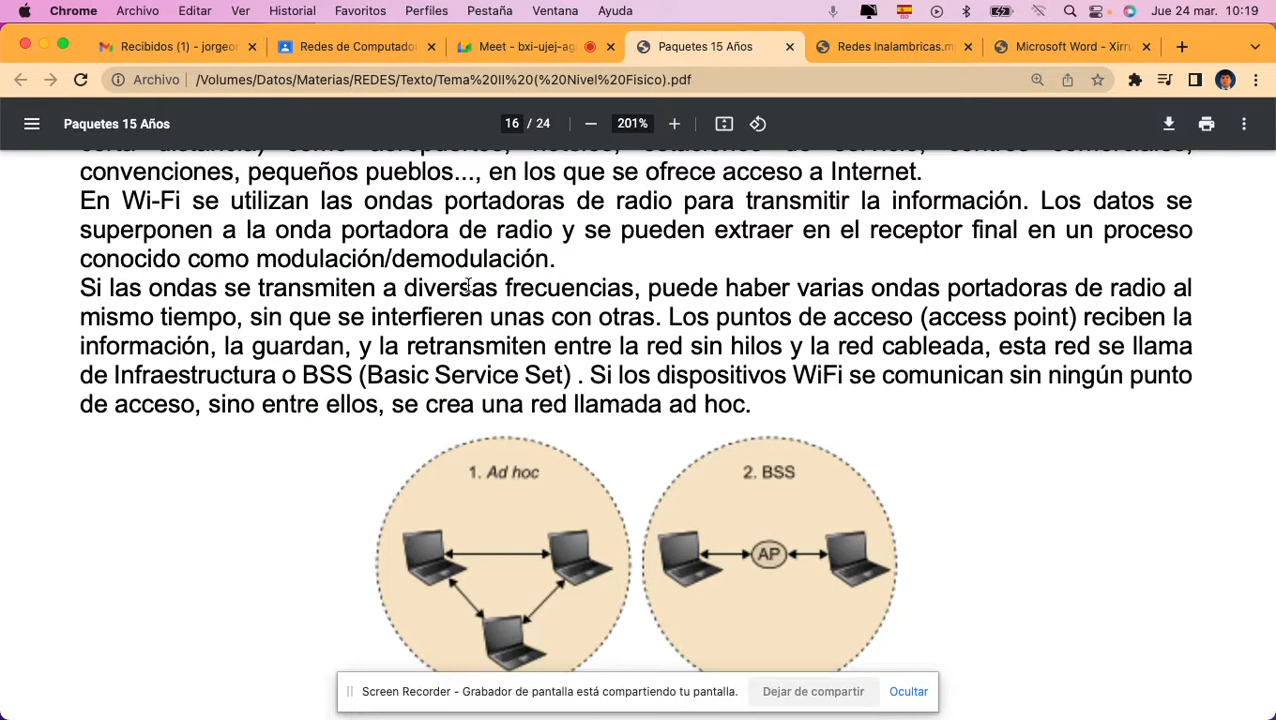 Chrome Archivo Editar Ver Historial Favoritos Perfiles Pestaña Ventana Ayuda Jue 24 mar. 10:19
Recibidos (1) - jorgeor Redes de Computado Meet - bxi-ujej-ag Paquetes 15 Años Redes Inalambricas.m Microsoft Word - Xirru
Archivo /Volumes/Datos/Materias/REDES/Texto/Tema%20II%20(%20Nivel%20Fisico).pdf
Paquetes 15 Años 16 / 24 201%
convenciones, pequeños pueblos..., en los que se ofrece acceso a Internet.
En Wi-Fi se utilizan las ondas portadoras de radio para transmitir la información. Los datos se
superponen a la onda portadora de radio y se pueden extraer en el receptor final en un proceso
conocido como modulación/demodulación.
Si las ondas se transmiten a diversas frecuencias, puede haber varias ondas portadoras de radio al
mismo tiempo, sin que se interfieren unas con otras. Los puntos de acceso (access point) reciben la
información, la guardan, y la retransmiten entre la red sin hilos y la red cableada, esta red se llama
de Infraestructura o BSS (Basic Service Set) . Si los dispositivos WiFi se comunican sin ningún punto
de acceso, sino entre ellos, se crea una red llamada ad hoc.
1. Ad hoc
2. BSS
AP
Screen Recorder - Grabador de pantalla está compartiendo tu pantalla. Dejar de compartir Ocultar